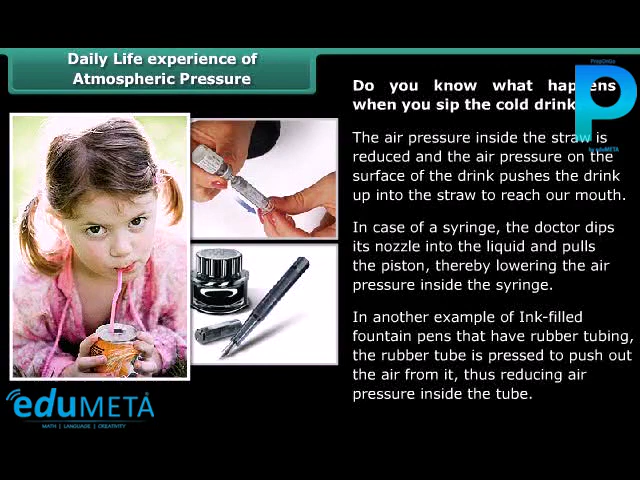 Daily Life experience of
Atmospheric Pressure
Do you know what happens
when you sip the cold drink
PrepOnGo
P
by eduMETA
The air pressure inside the straw is
reduced and the air pressure on the
surface of the drink pushes the drink
up into the straw to reach our mouth.
In case of a syringe, the doctor dips
its nozzle into the liquid and pulls
the piston, thereby lowering the air
pressure inside the syringe.
In another example of Ink-filled
fountain pens that have rubber tubing,
the rubber tube is pressed to push out
the air from it, thus reducing air
pressure inside the tube.
eduMETA
MATH | LANGUAGE | CREATIVITY